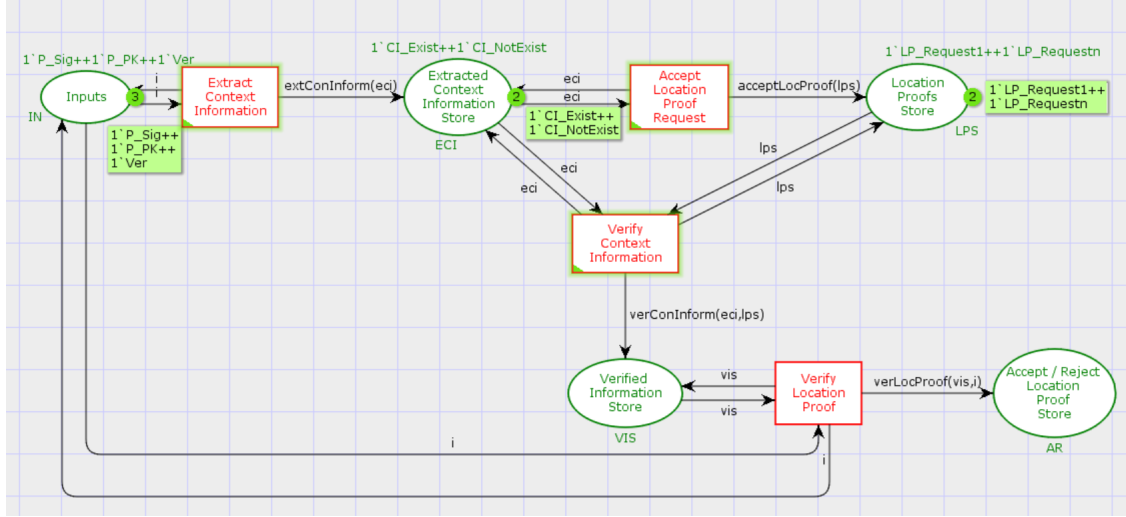 1`P_Sig++1`P_PK++1`Ver
1`CI_Exist++1`CI_NotExist
1`LP_Request1++1`LP_Requestn
Inputs
3
IN
i
i
Extract
Context
Information
extConInform(eci)
Extracted
Context
Information
Store
2
ECI
eci
eci
Accept
Location
Proof
Request
acceptLocProof(lps)
Location
Proofs
Store
2
LPS
1`LP_Request1++
1`LP_Requestn
1`CI_Exist++
1`CI_NotExist
1`P_Sig++
1`P_PK++
1`Ver
eci
eci
lps
lps
Verify
Context
Information
verConInform(eci,lps)
Verified
Information
Store
VIS
vis
vis
Verify
Location
Proof
verLocProof(vis,i)
Accept / Reject
Location
Proof
Store
AR
i
i